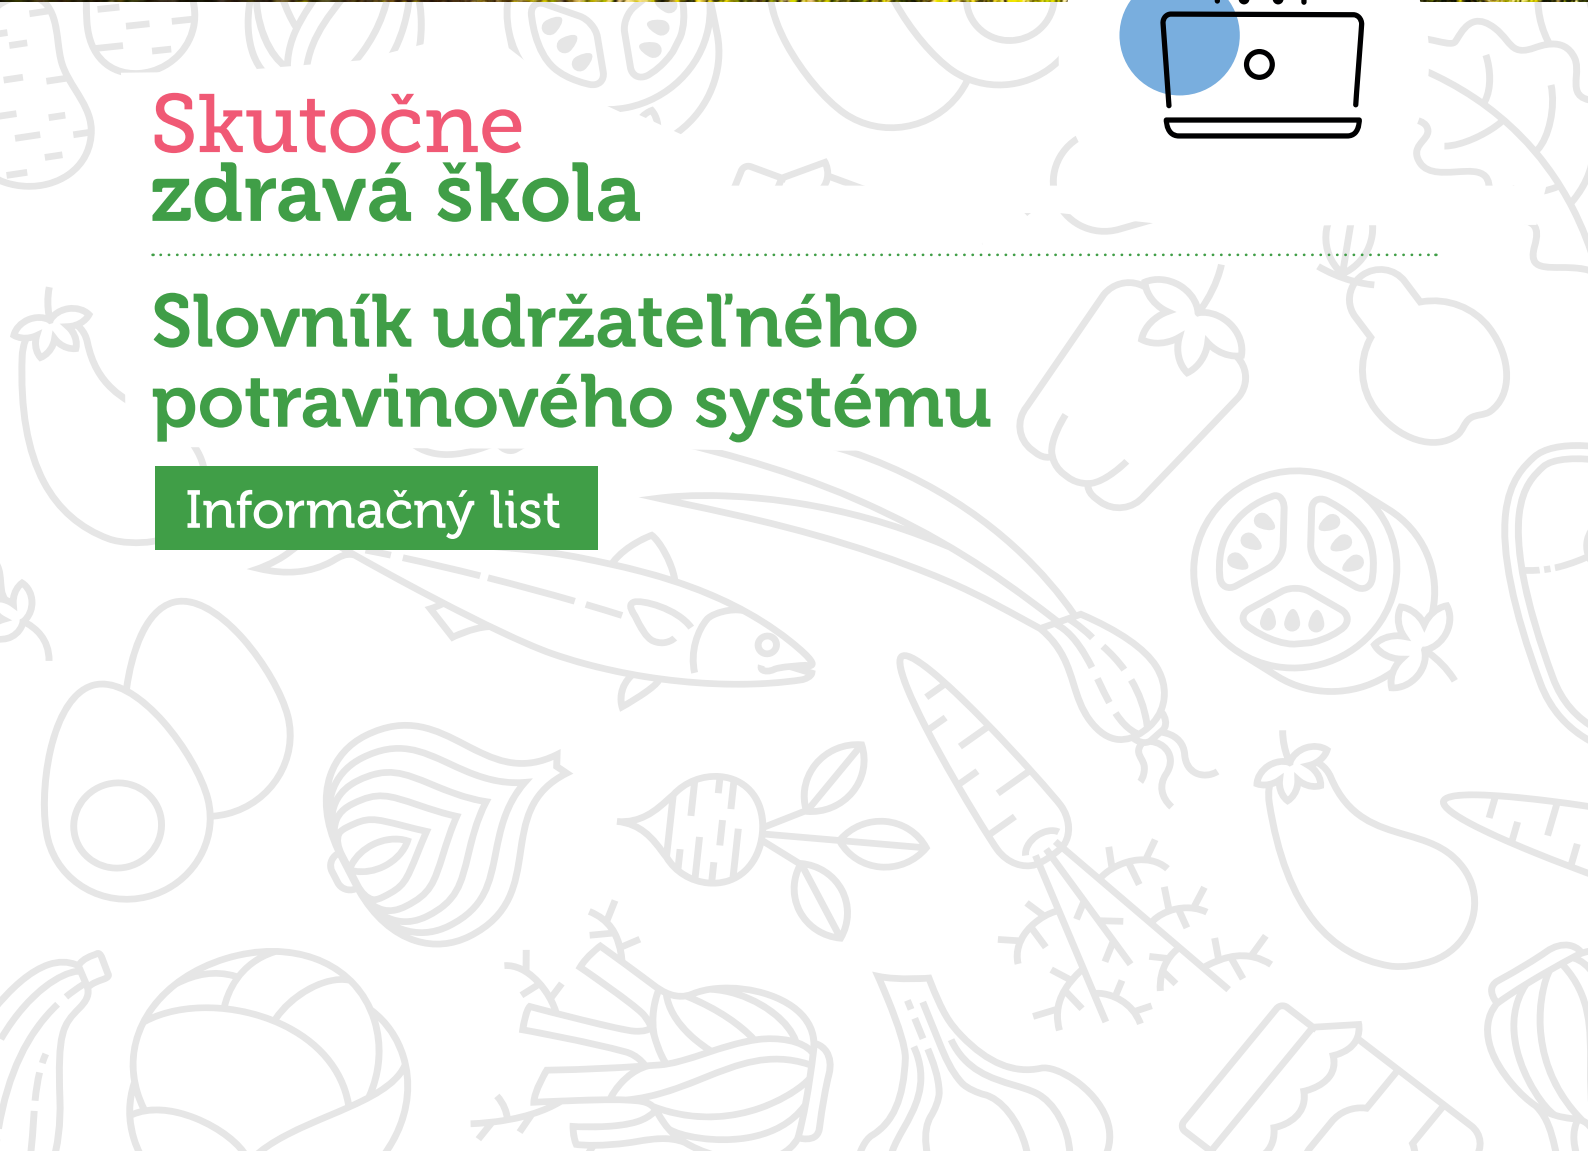 Skutočne
zdravá škola
Slovník udržateľného
potravinového systému
Informačný list